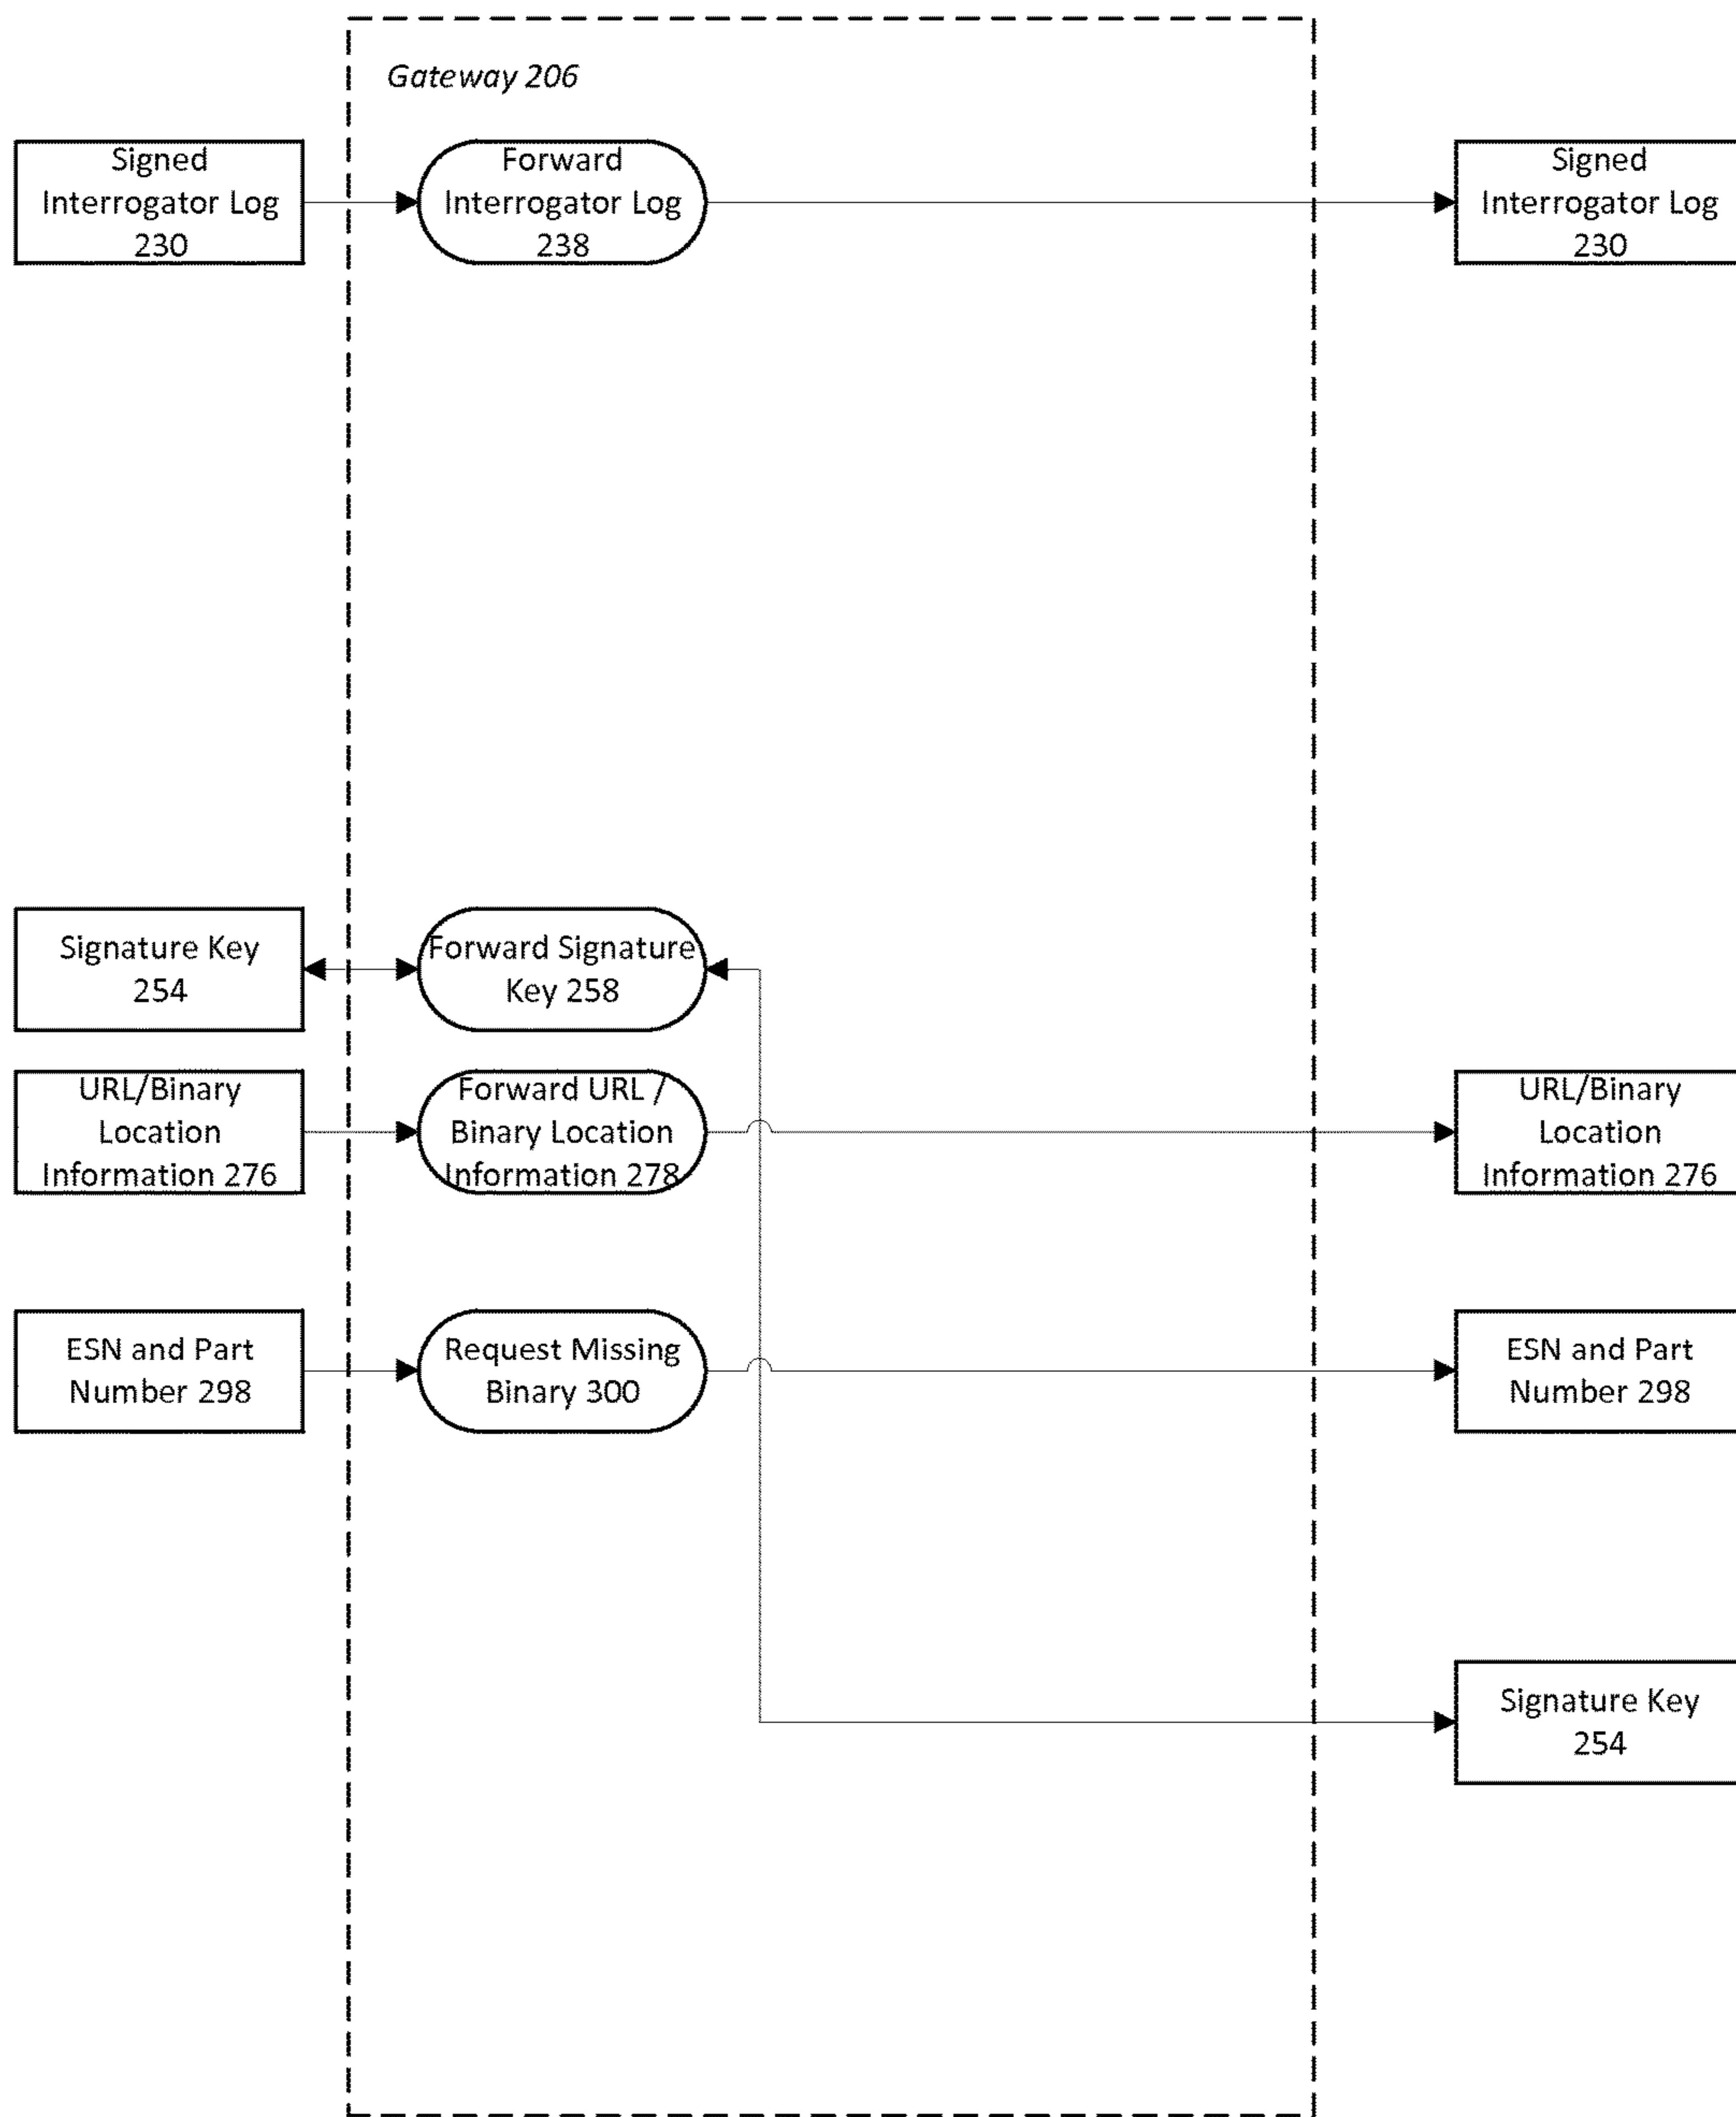 Gateway 206
Signed
Interrogator Log
230
Forward
Interrogator Log
238
Signed
Interrogator Log
230
Signature Key
254
Forward Signature
Key 258
URL/Binary
Location
Information 276
Forward URL /
Binary Location
Information 278
URL/Binary
Location
Information 276
ESN and Part
Number 298
Request Missing
Binary 300
ESN and Part
Number 298
Signature Key
254